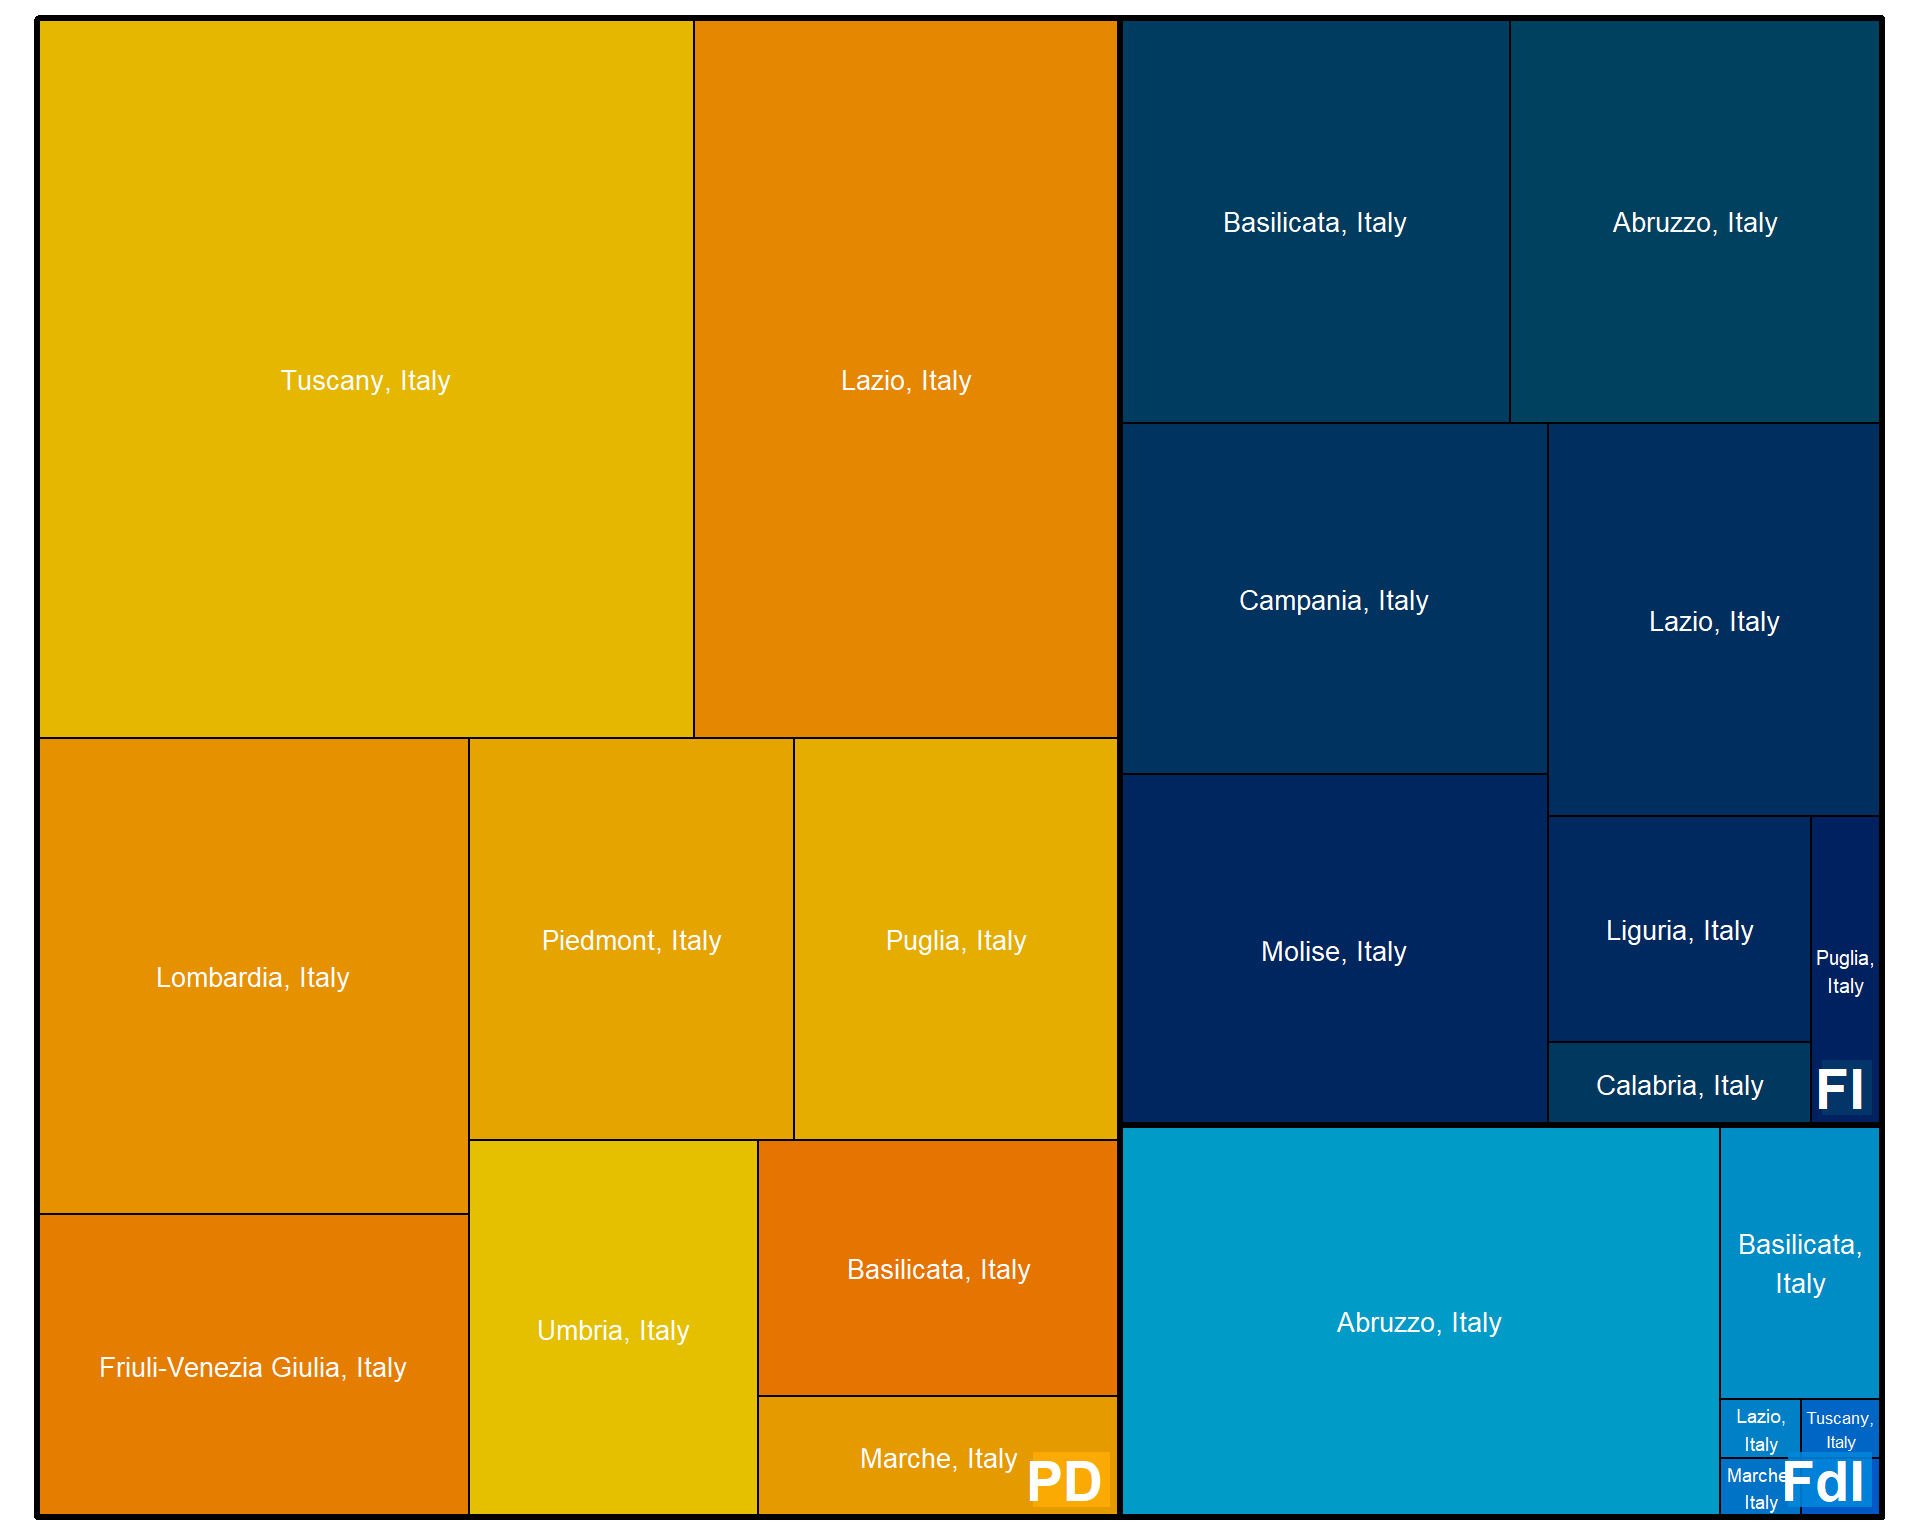 Tuscany, Italy
Lazio, Italy
Lombardia, Italy
Piedmont, Italy
Puglia, Italy
Friuli-Venezia Giulia, Italy
Umbria, Italy
Basilicata, Italy
Marche, Italy
PD
Basilicata, Italy
Abruzzo, Italy
Campania, Italy
Lazio, Italy
Molise, Italy
Liguria, Italy
Puglia,
Italy
Calabria, Italy
FI
Abruzzo, Italy
Basilicata,
Italy
Lazio,
Italy
Tuscany,
Italy
Marche
Italy
FdI